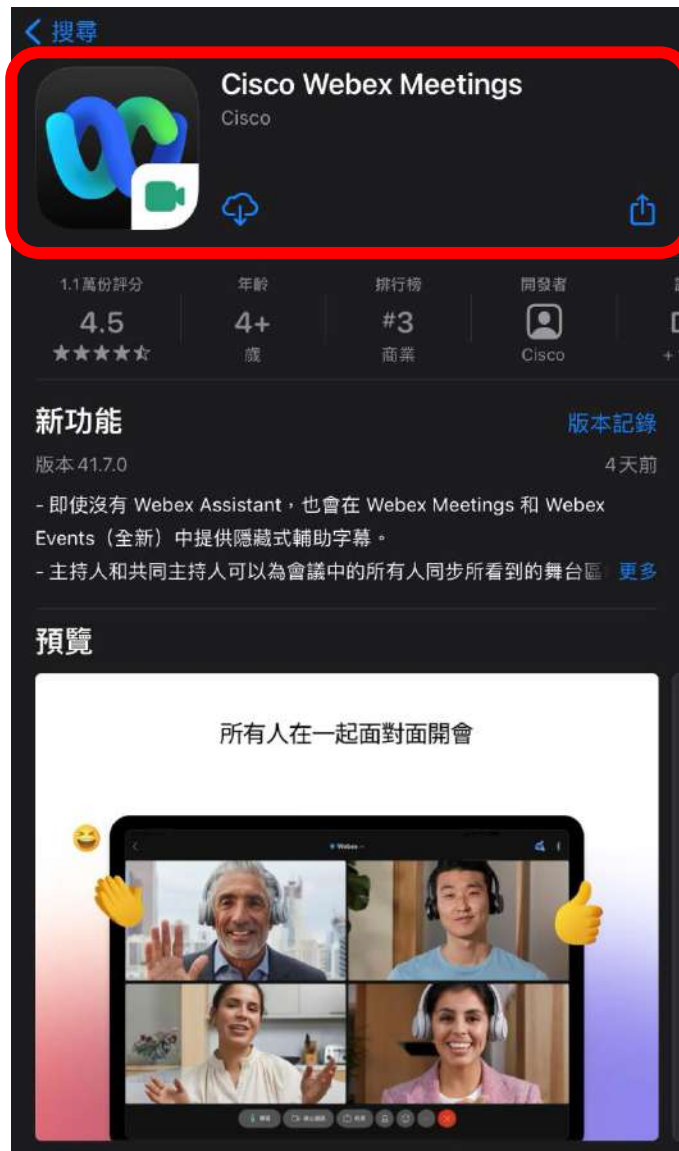 搜尋
Cisco Webex Meetings
Cisco
1.1萬份評分
年齡
排行榜
開發者
4.5
4+
#3
歲
商業
Cisco
+
新功能
版本記錄
版本 41.7.0
4天前
- 即使沒有 Webex Assistant，也會在 Webex Meetings 和 Webex
Events（全新）中提供隱藏式輔助字幕。
- 主持人和共同主持人可以為會議中的所有人同步所看到的舞台區
更多
預覽
所有人在一起面對面開會
Webex